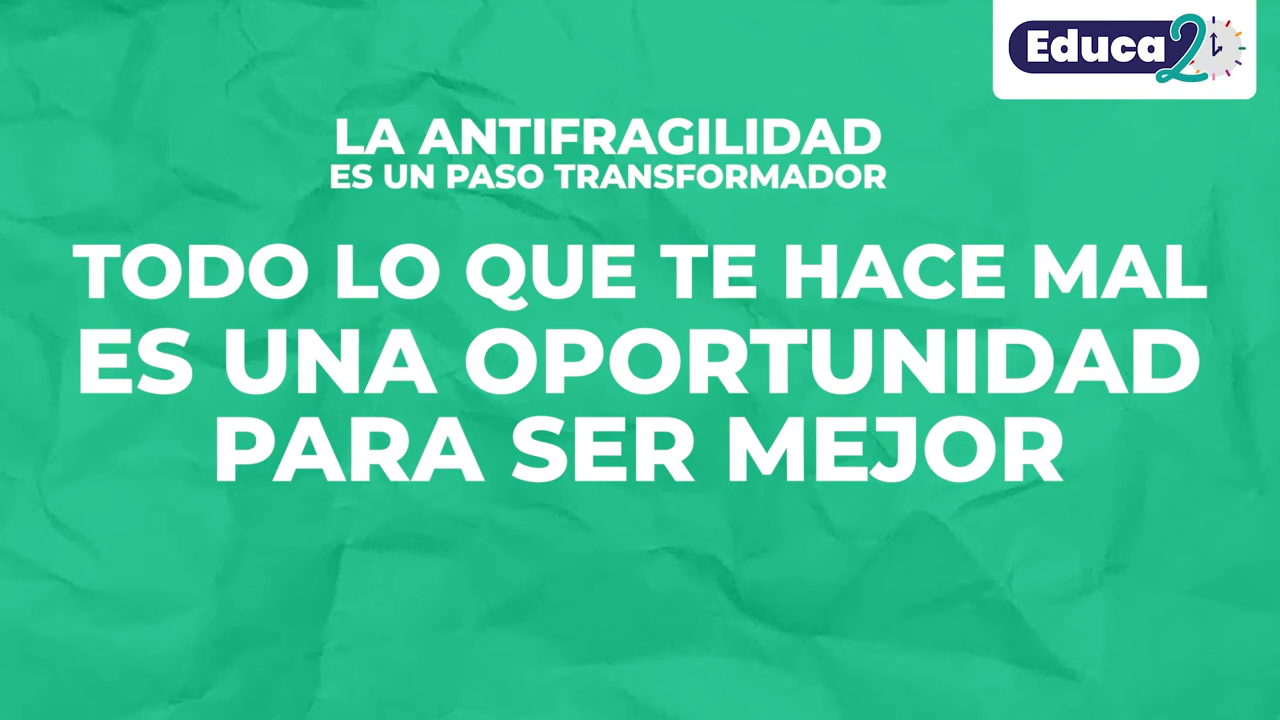 Educa2
LA ANTIFRAGILIDAD
ES UN PASO TRANSFORMADOR
TODO LO QUE TE HACE MAL
ES UNA OPORTUNIDAD
PARA SER MEJOR